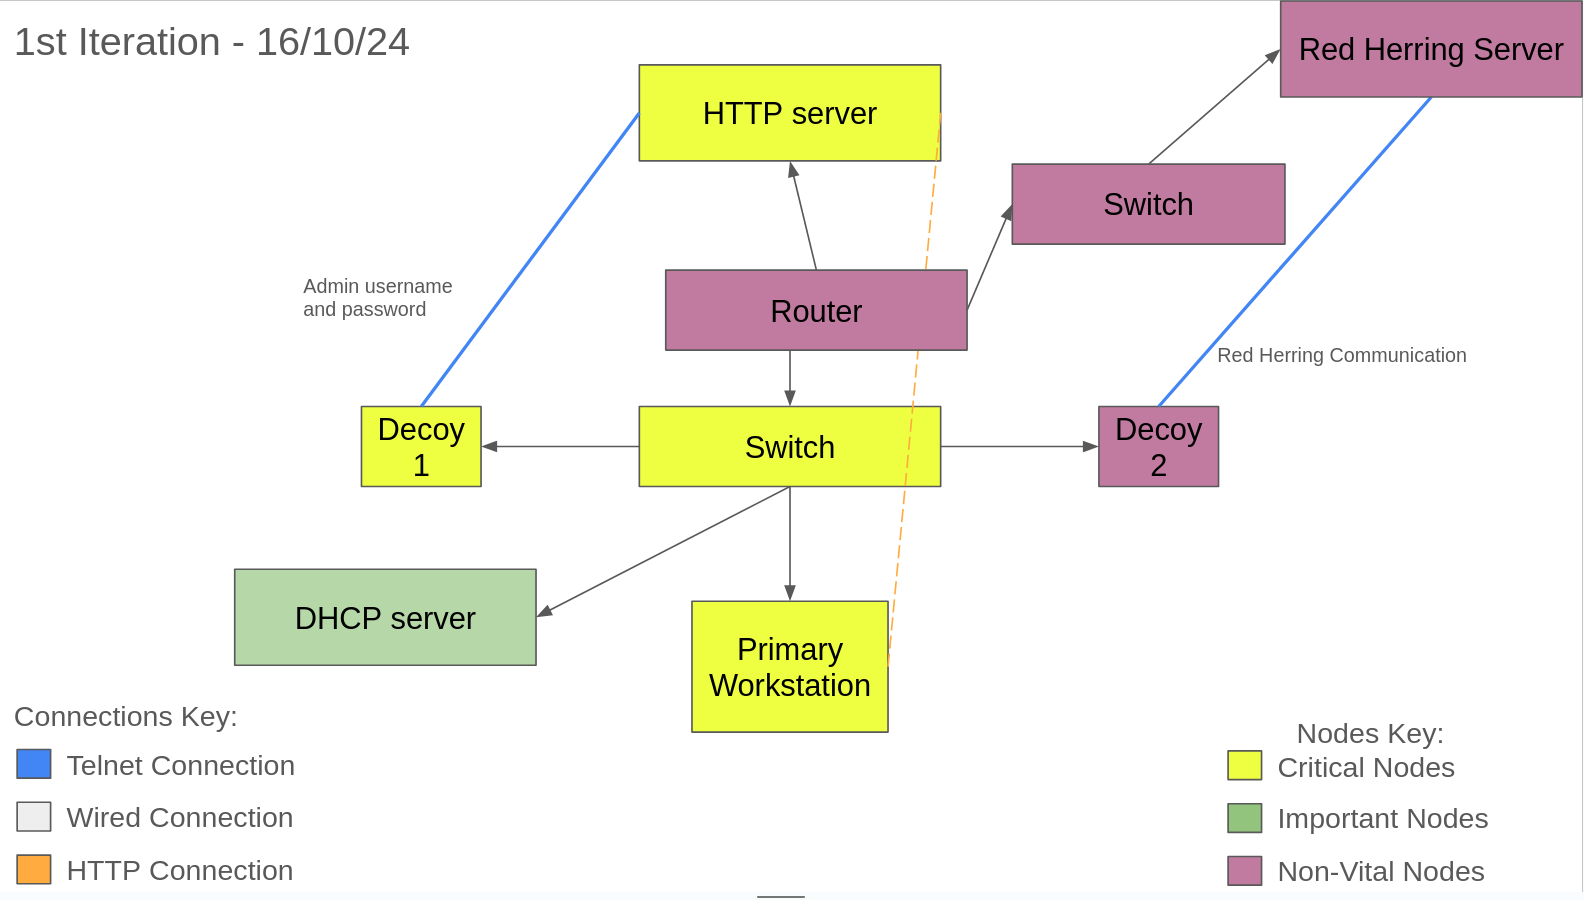 1st Iteration - 16/10/24
Red Herring Server
HTTP server
Switch
Admin username
and password
Router
Red Herring Communication
Decoy
1
Switch
Decoy
2
DHCP server
Primary
Workstation
Connections Key:
Telnet Connection
Wired Connection
HTTP Connection
Nodes Key:
Critical Nodes
Important Nodes
Non-Vital Nodes